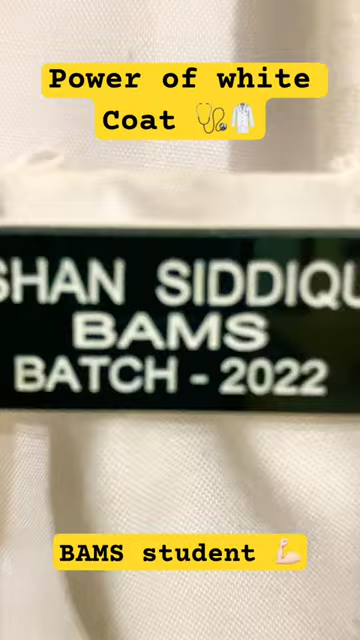 Power of white
Coat 🩺🥼
SHAN SIDDIQU
BAMS
BATCH - 2022
BAMS student 💪🏻